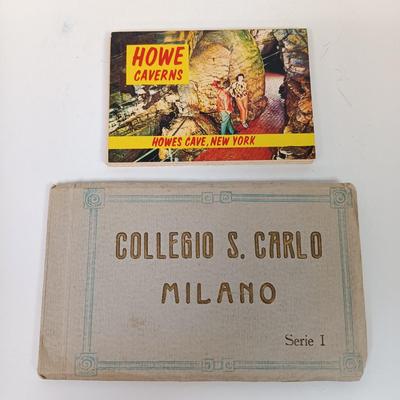 HOWE
CAVERNS
HOWES CAVE, NEW YORK
COLLEGIO S. CARLO
MILANO
Serie I